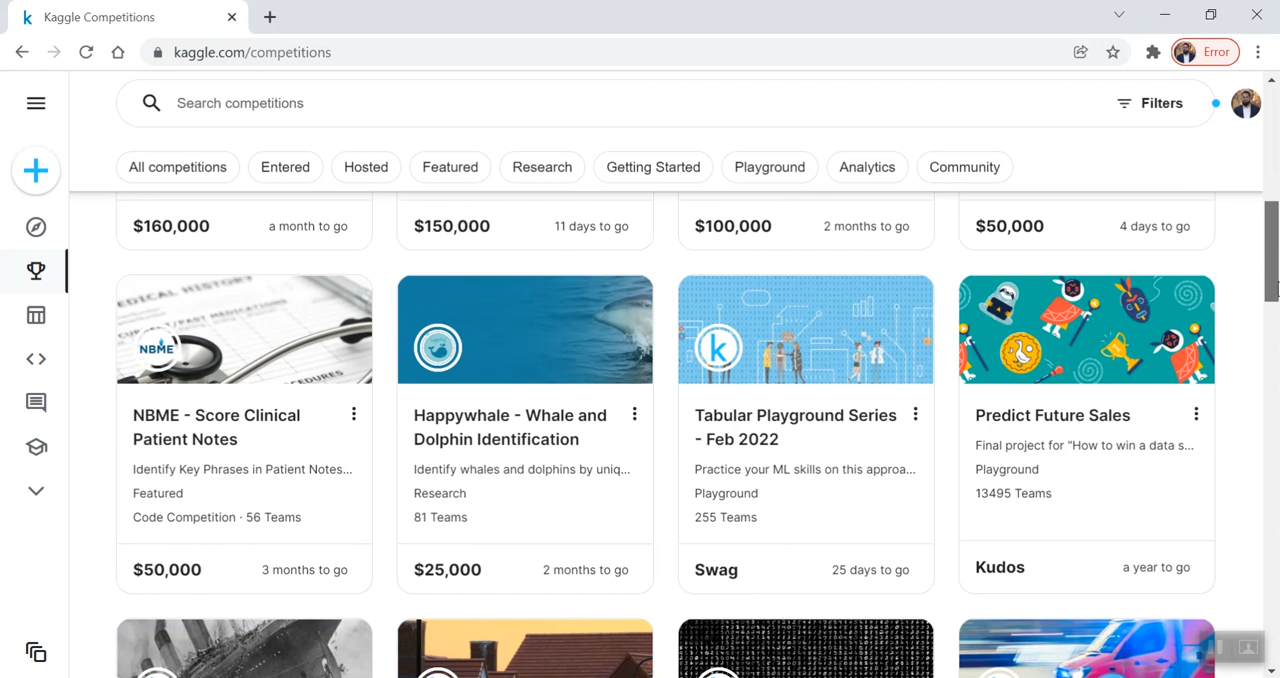 Kaggle Competitions
kaggle.com/competitions
Error
Search competitions
Filters
All competitions
Entered
Hosted
Featured
Research
Getting Started
Playground
Analytics
Community
$160,000
a month to go
$150,000
11 days to go
$100,000
2 months to go
$50,000
4 days to go
EDICAL HISTORY
NBME
NBME - Score Clinical
Patient Notes
Identify Key Phrases in Patient Notes...
Featured
Code Competition · 56 Teams
$50,000
3 months to go
Happywhale - Whale and
Dolphin Identification
Identify whales and dolphins by uniq...
Research
81 Teams
$25,000
2 months to go
k
Tabular Playground Series
- Feb 2022
Practice your ML skills on this approa...
Playground
255 Teams
Swag
25 days to go
Predict Future Sales
Final project for "How to win a data s...
Playground
13495 Teams
Kudos
a year to go